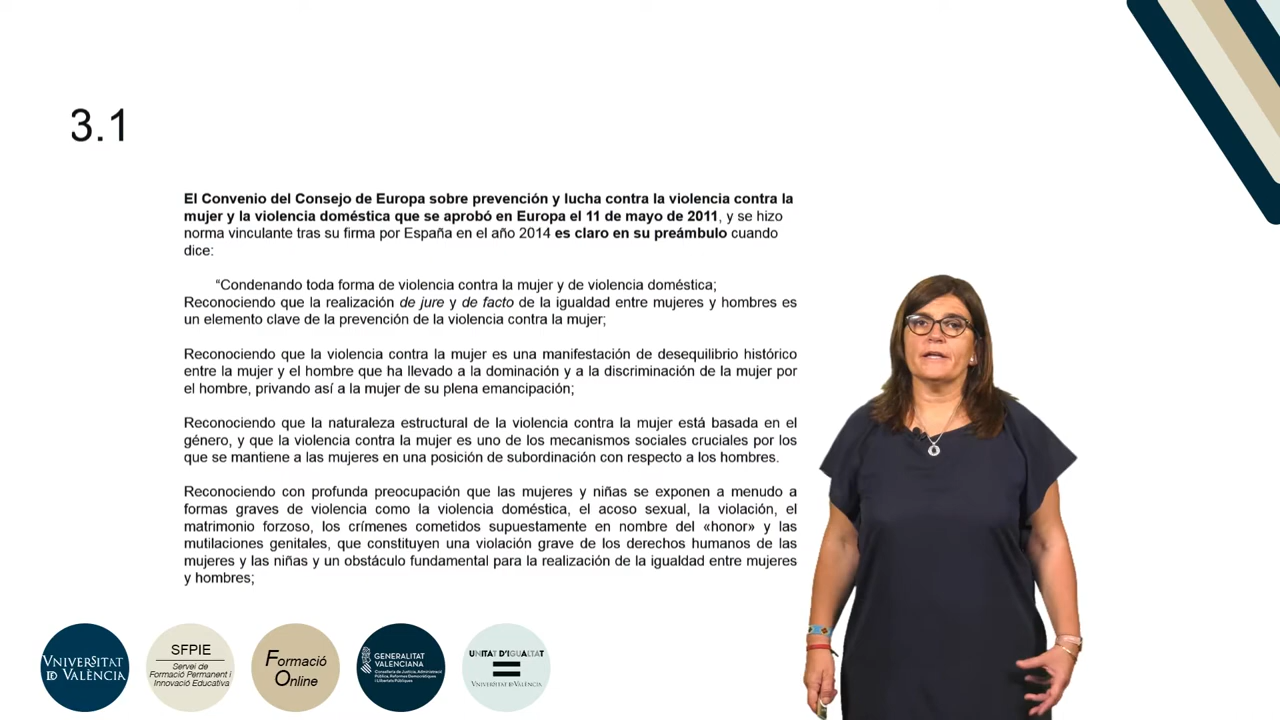 3.1
El Convenio del Consejo de Europa sobre prevención y lucha contra la violencia contra la
mujer y la violencia doméstica que se aprobó en Europa el 11 de mayo de 2011, y se hizo
norma vinculante tras su firma por España en el año 2014 es claro en su preámbulo cuando
dice:
“Condenando toda forma de violencia contra la mujer y de violencia doméstica;
Reconociendo que la realización de jure y de facto de la igualdad entre mujeres y hombres es
un elemento clave de la prevención de la violencia contra la mujer;
Reconociendo que la violencia contra la mujer es una manifestación de desequilibrio histórico
entre la mujer y el hombre que ha llevado a la dominación y a la discriminación de la mujer por
el hombre, privando así a la mujer de su plena emancipación;
Reconociendo que la naturaleza estructural de la violencia contra la mujer está basada en el
género, y que la violencia contra la mujer es uno de los mecanismos sociales cruciales por los
que se mantiene a las mujeres en una posición de subordinación con respecto a los hombres.
Reconociendo con profunda preocupación que las mujeres y niñas se exponen a menudo a
formas graves de violencia como la violencia doméstica, el acoso sexual, la violación, el
matrimonio forzoso, los crímenes cometidos supuestamente en nombre del «honor» y las
mutilaciones genitales, que constituyen una violación grave de los derechos humanos de las
mujeres y las niñas y un obstáculo fundamental para la realización de la igualdad entre mujeres
y hombres;
VNIVERSITAT
ID VALÈNCIA
SFPIE
Servei de
Formació Permanent i
Innovació Educativa
Formació
Online
GENERALITAT
VALENCIANA
Conselleria de Justícia, Administració
Pública, Reformes Democràtiques
i Llibertats Públiques
UNITAT D'IGUALTAT
VNIVERSITAT ID VALÈNCIA